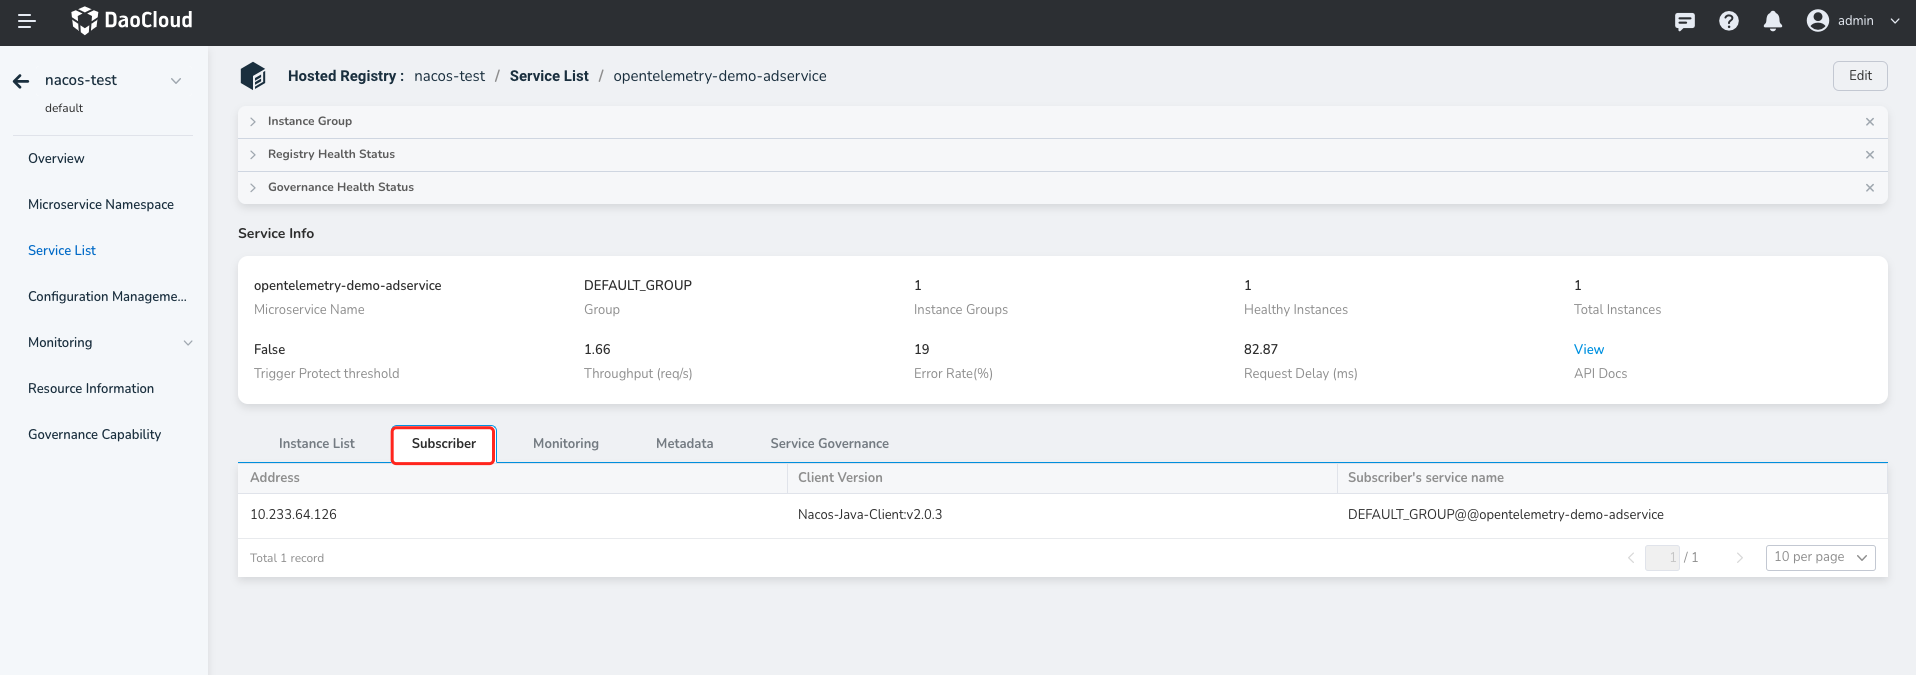 DaoCloud
admin
nacos-test
default
Overview
Microservice Namespace
Service List
Configuration Manageme...
Monitoring
Resource Information
Governance Capability
Hosted Registry : nacos-test / Service List / opentelemetry-demo-adservice
Edit
Instance Group
Registry Health Status
Governance Health Status
Service Info
opentelemetry-demo-adservice DEFAULT_GROUP 1 1 1
Microservice Name Group Instance Groups Healthy Instances Total Instances
False 1.66 19 82.87 View
Trigger Protect threshold Throughput (req/s) Error Rate(%) Request Delay (ms) API Docs
Instance List Subscriber Monitoring Metadata Service Governance
Address Client Version Subscriber's service name
10.233.64.126 Nacos-Java-Client:v2.0.3 DEFAULT_GROUP@@opentelemetry-demo-adservice
Total 1 record 1 / 1 10 per page